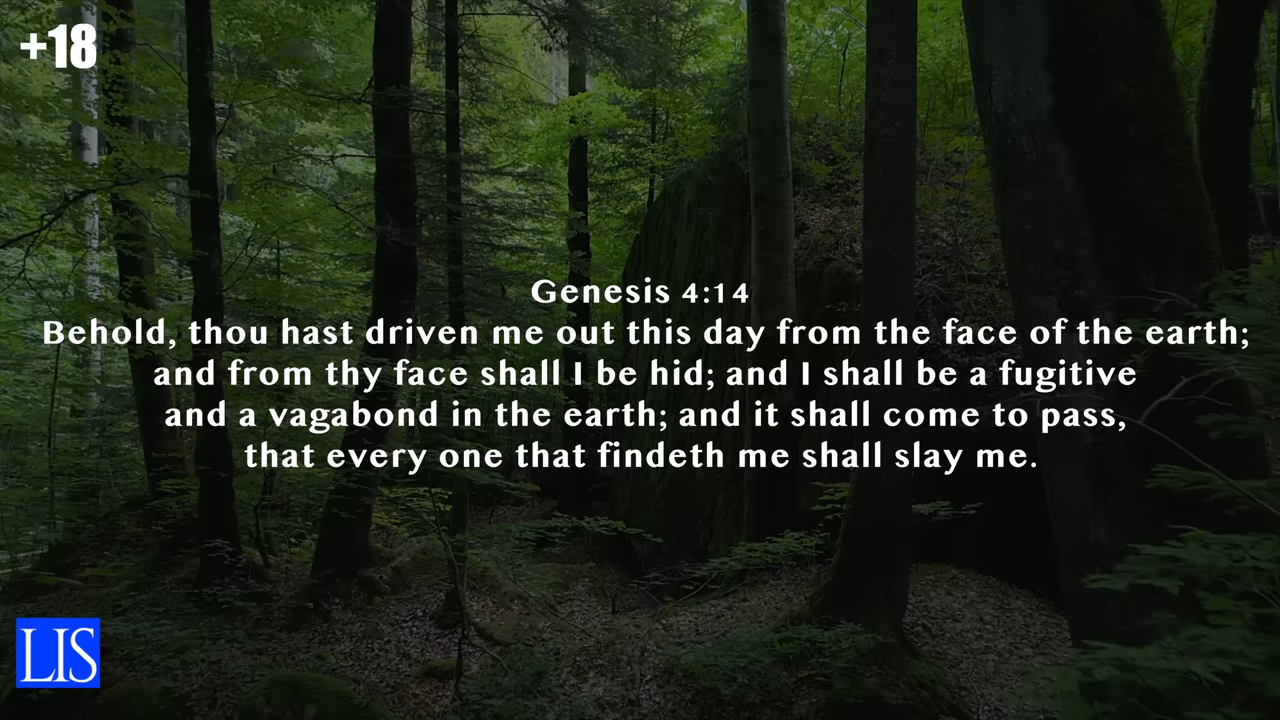 +18
Genesis 4:14
Behold, thou hast driven me out this day from the face of the earth;
and from thy face shall I be hid; and I shall be a fugitive
and a vagabond in the earth; and it shall come to pass,
that every one that findeth me shall slay me.
LIS